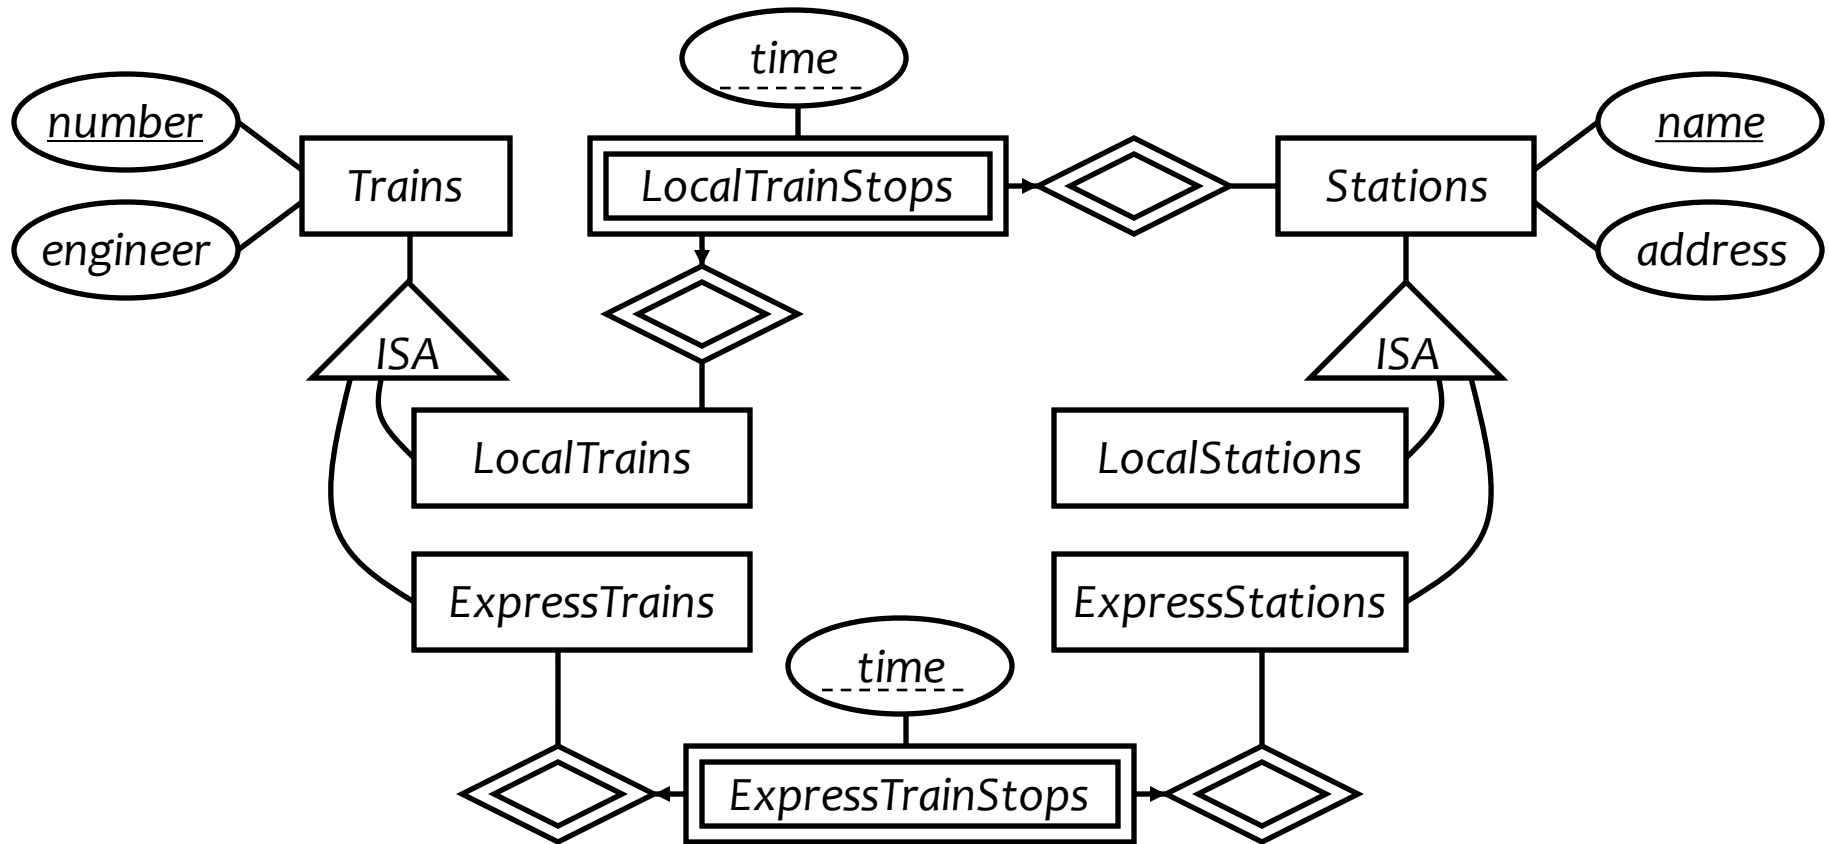 time
number
name
Trains
LocalTrainStops
Stations
engineer
address
ISA
ISA
LocalTrains
LocalStations
ExpressTrains
ExpressStations
time
ExpressTrainStops